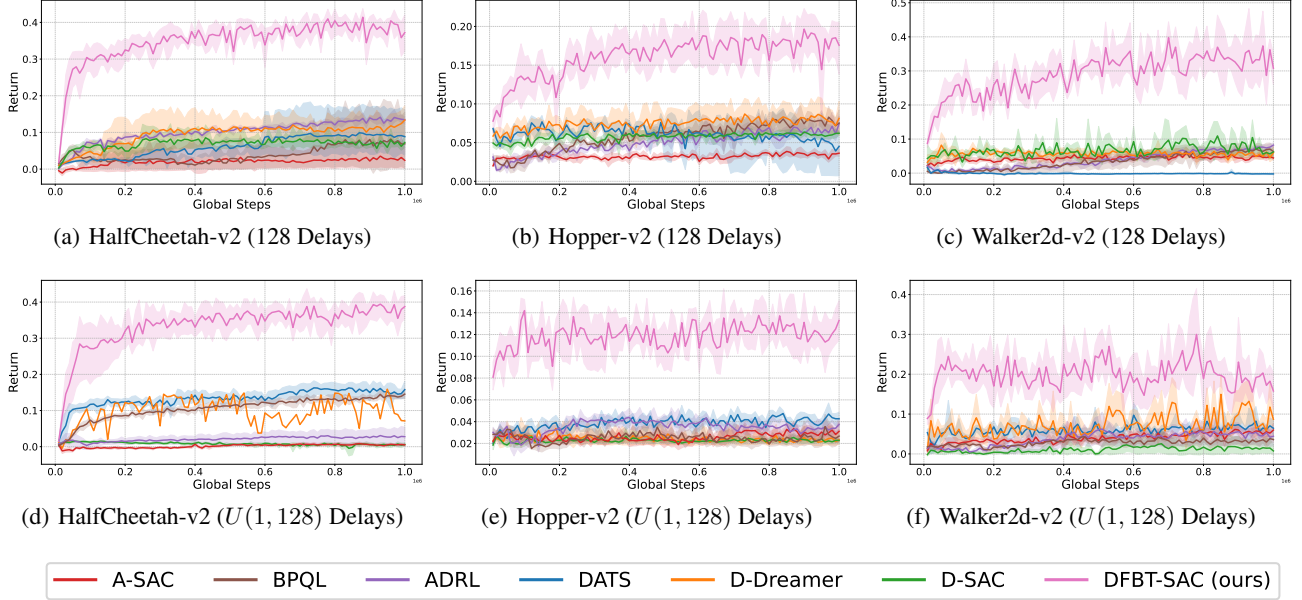 0.4
0.3
0.2
0.1
0.0
Return
0.0 0.2 0.4 0.6 0.8 1.0
Global Steps
1e6
(a) HalfCheetah-v2 (128 Delays)
0.20
0.15
0.10
0.05
0.00
Return
0.0 0.2 0.4 0.6 0.8 1.0
Global Steps
1e6
(b) Hopper-v2 (128 Delays)
0.5
0.4
0.3
0.2
0.1
0.0
Return
0.0 0.2 0.4 0.6 0.8 1.0
Global Steps
1e6
(c) Walker2d-v2 (128 Delays)
0.4
0.3
0.2
0.1
0.0
Return
0.0 0.2 0.4 0.6 0.8 1.0
Global Steps
1e6
(d) HalfCheetah-v2 (U(1, 128) Delays)
0.16
0.14
0.12
0.10
0.08
0.06
0.04
0.02
Return
0.0 0.2 0.4 0.6 0.8 1.0
Global Steps
1e6
(e) Hopper-v2 (U(1, 128) Delays)
0.4
0.3
0.2
0.1
0.0
Return
0.0 0.2 0.4 0.6 0.8 1.0
Global Steps
1e6
(f) Walker2d-v2 (U(1, 128) Delays)
A-SAC BPQL ADRL DATS D-Dreamer D-SAC DFBT-SAC (ours)